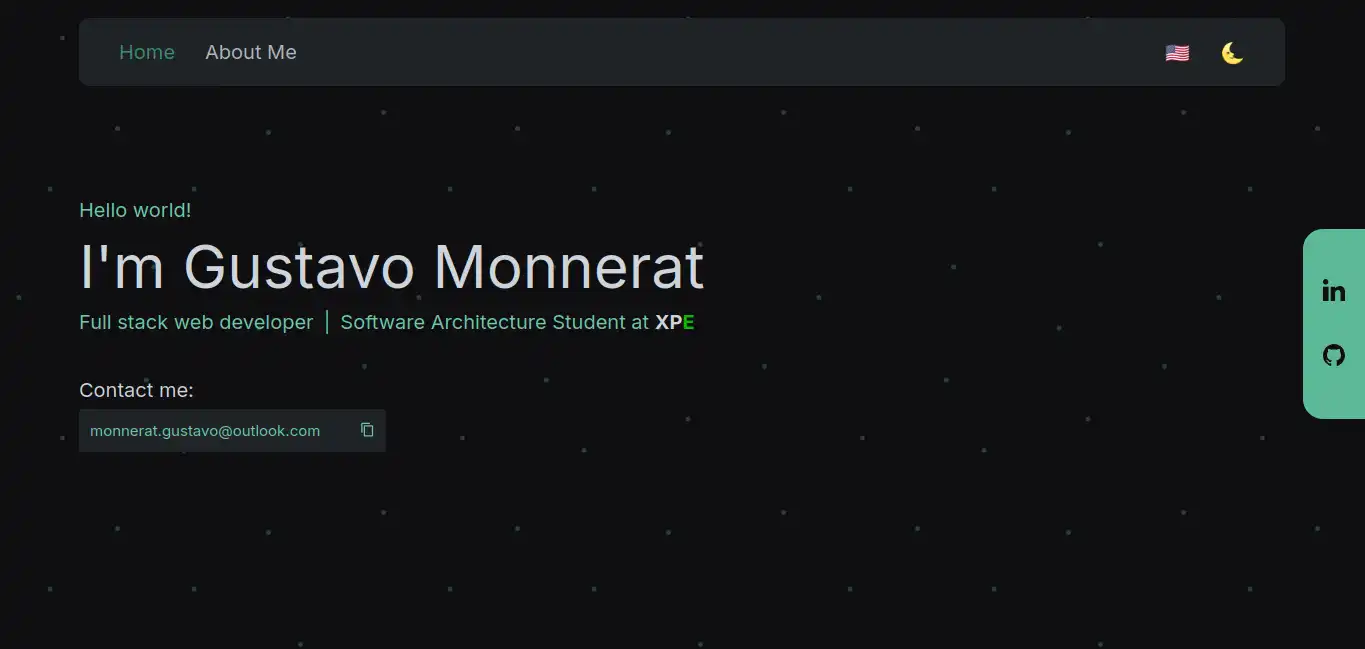 Home About Me
Hello world!
I'm Gustavo Monnerat
Full stack web developer | Software Architecture Student at XPE
Contact me:
monnerat.gustavo@outlook.com
in